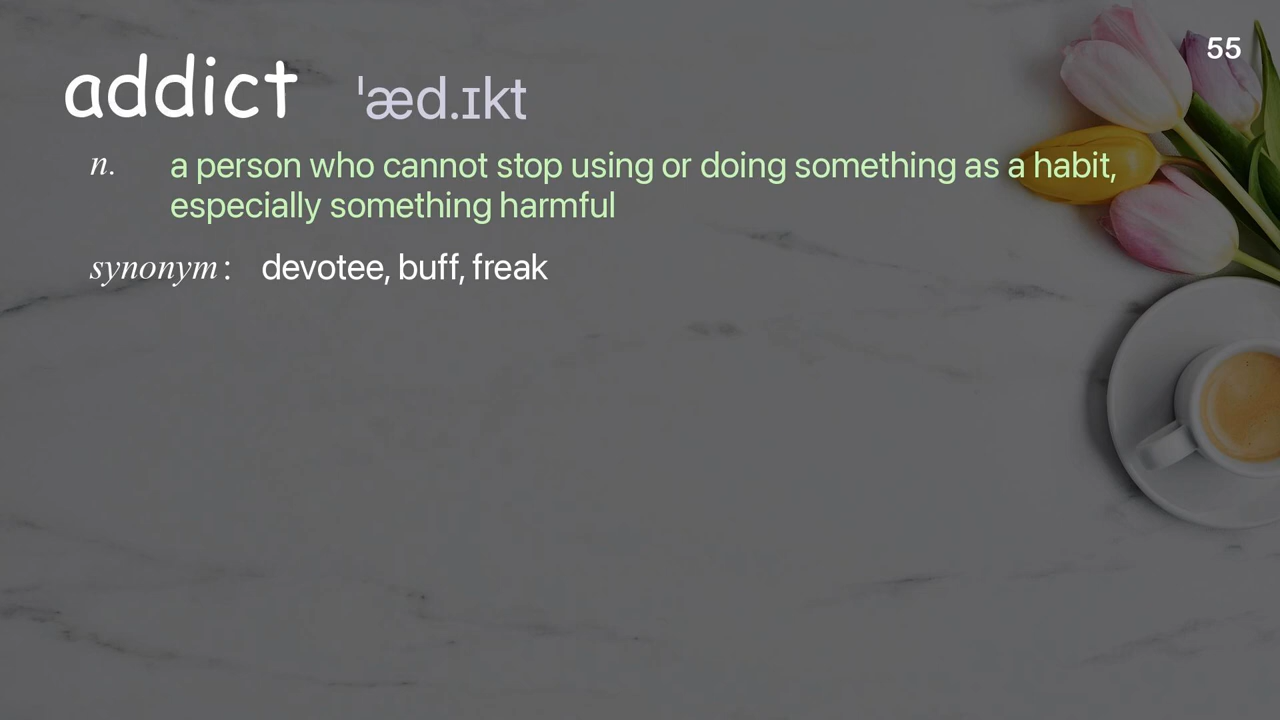 55
addict ˈæd.ɪkt
n. a person who cannot stop using or doing something as a habit,
especially something harmful
synonym: devotee, buff, freak